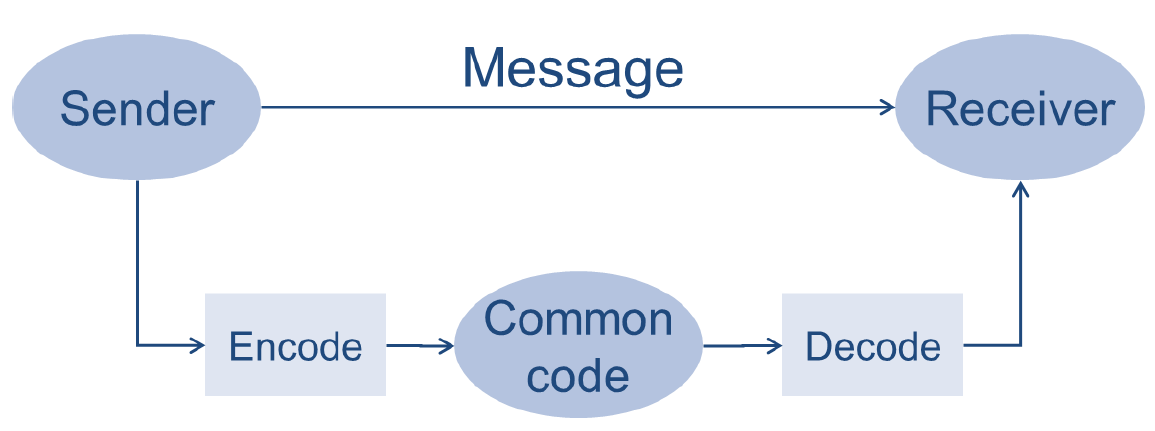 Message
Sender
Receiver
Encode
Common
code
Decode